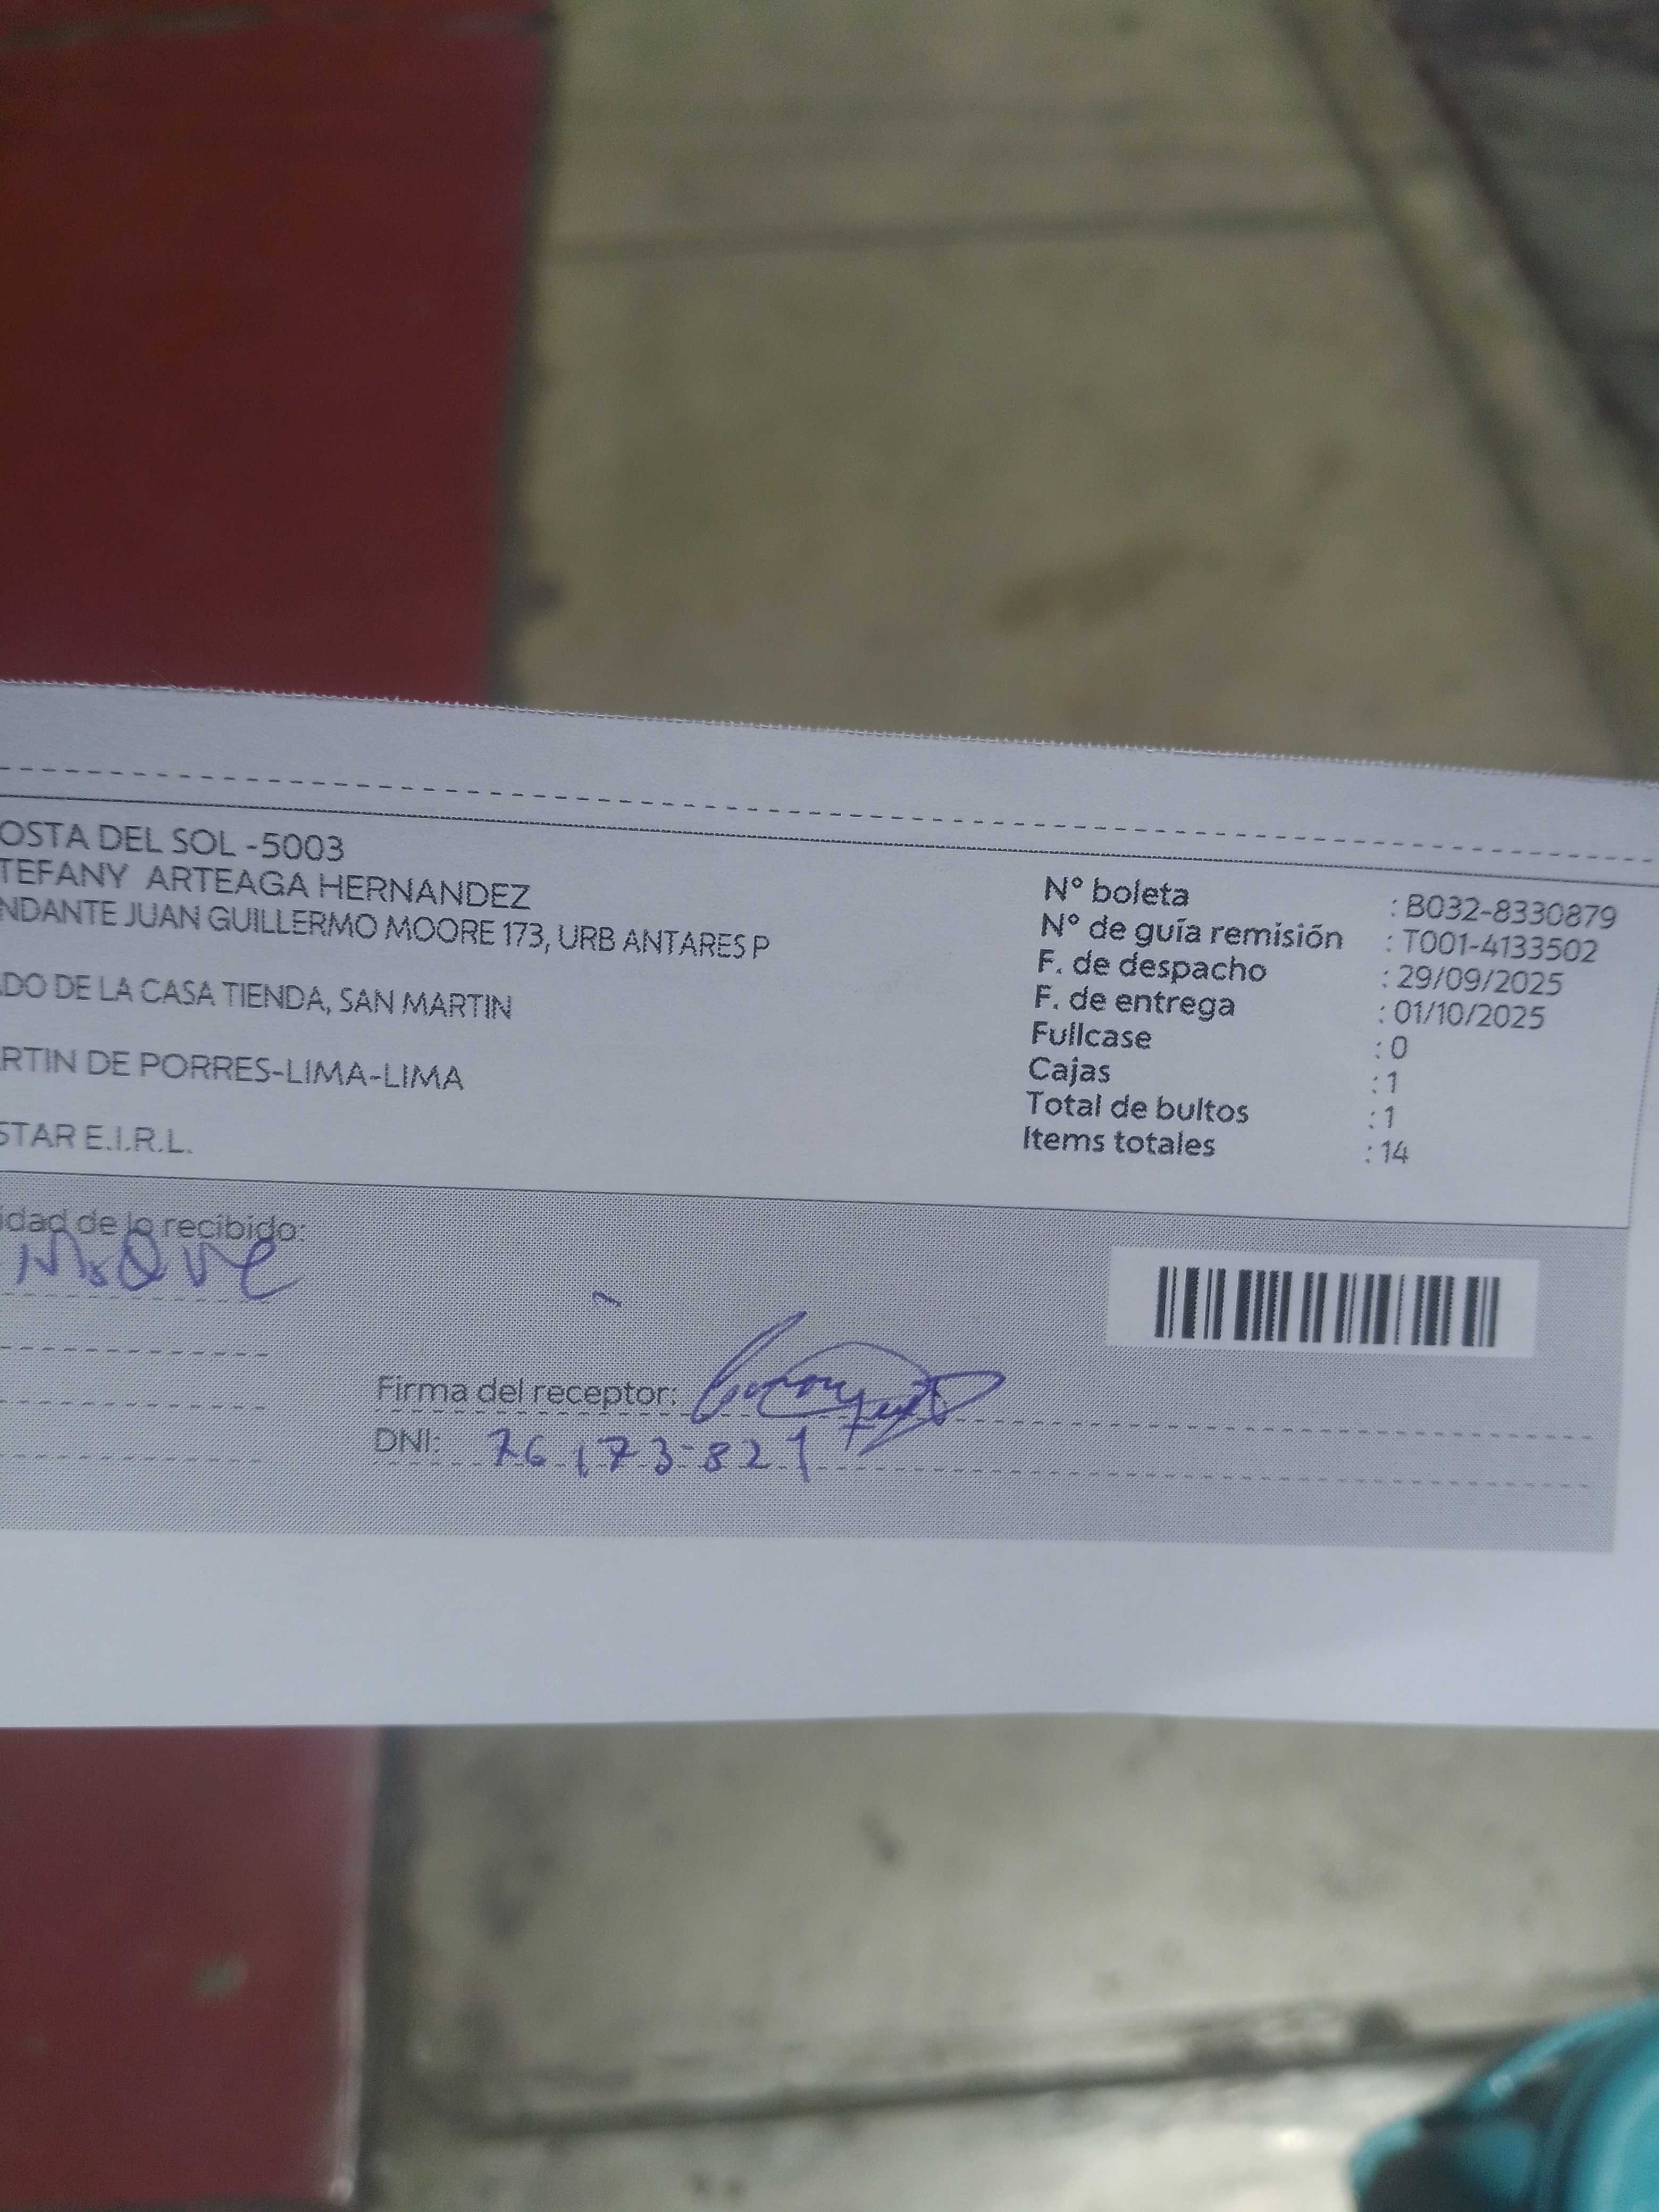 OSTA DEL SOL -5003
TEFANY ARTEAGA HERNANDEZ
NDANTE JUAN GUILLERMO MOORE 173, URB ANTARES P
ADO DE LA CASA TIENDA, SAN MARTIN
RTIN DE PORRES-LIMA-LIMA
STAR E.I.R.L.
N° boleta : B032-8330879
N° de guía remisión : T001-4133502
F. de despacho : 29/09/2025
F. de entrega : 01/10/2025
Fullcase : 0
Cajas : 1
Total de bultos : 1
Items totales : 14
idad de lo recibido:
Firma del receptor:
DNI: 76173821